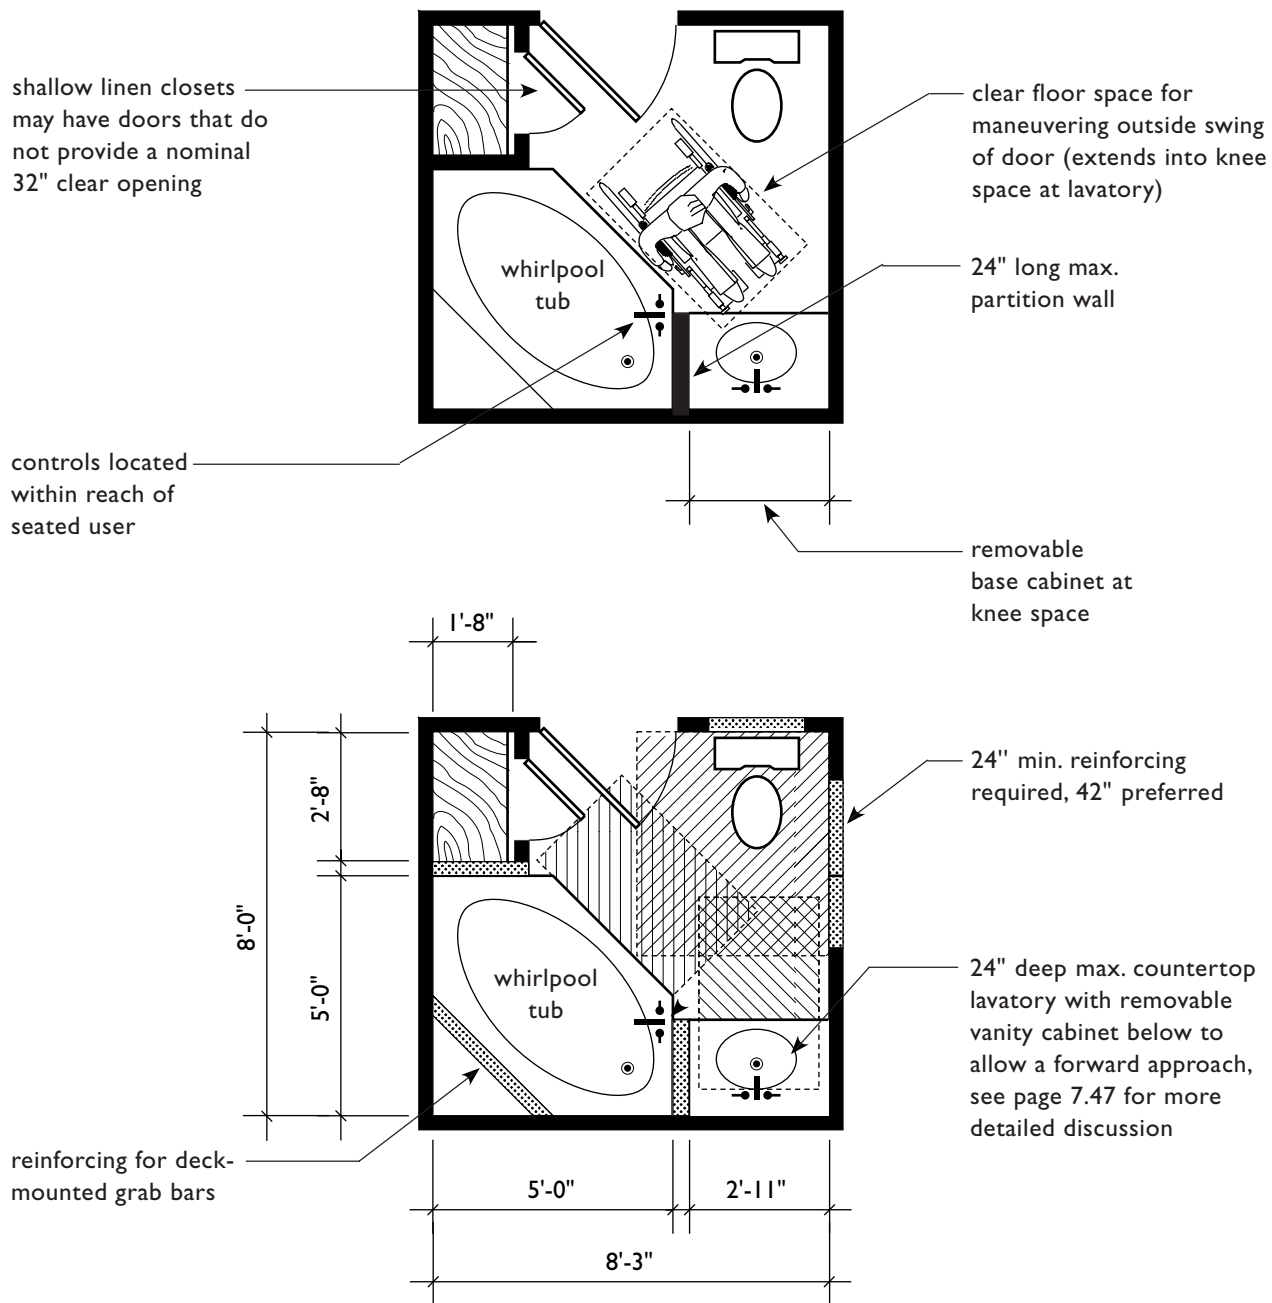 shallow linen closets
may have doors that do
not provide a nominal
32" clear opening
clear floor space for
maneuvering outside swing
of door (extends into knee
space at lavatory)
whirlpool
tub
24" long max.
partition wall
controls located
within reach of
seated user
removable
base cabinet at
knee space
1'-8"
2'-8"
8'-0"
5'-0"
24'' min. reinforcing
required, 42" preferred
whirlpool
tub
24" deep max. countertop
lavatory with removable
vanity cabinet below to
allow a forward approach,
see page 7.47 for more
detailed discussion
reinforcing for deck-
mounted grab bars
5'-0"
2'-11"
8'-3"